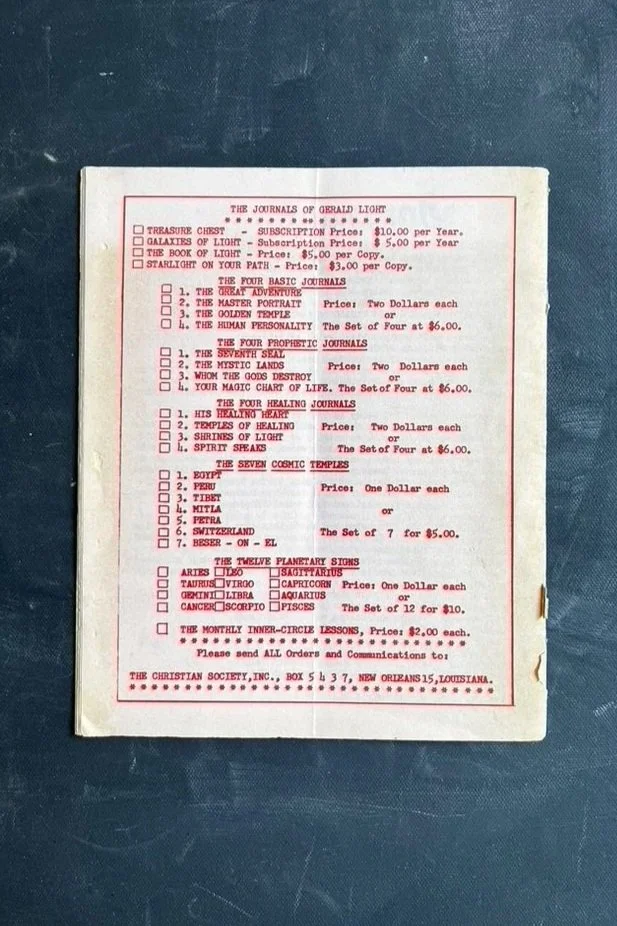 THE JOURNALS OF GERALD LIGHT
* * * * * * * ** * * * * * * *
TREASURE CHEST - SUBSCRIPTION Price: $10.00 per Year.
GALAXIES OF LIGHT - Subscription Price: $ 5.00 per Year
THE BOOK OF LIGHT - Price: $5.00 per Copy.
STARLIGHT ON YOUR PATH - Price: $3.00 per Copy.
THE FOUR BASIC JOURNALS
1. THE GREAT ADVENTURE
2. THE MASTER PORTRAIT Price: Two Dollars each
3. THE GOLDEN TEMPLE or
4. THE HUMAN PERSONALITY The Set of Four at $6.00.
THE FOUR PROPHETIC JOURNALS
1. THE SEVENTH SEAL
2. THE MYSTIC LANDS Price: Two Dollars each
3. WHOM THE GODS DESTROY or
4. YOUR MAGIC CHART OF LIFE. The Set of Four at $6.00.
THE FOUR HEALING JOURNALS
1. HIS HEALING HEART
2. TEMPLES OF HEALING Price: Two Dollars each
3. SHRINES OF LIGHT or
4. SPIRIT SPEAKS The Set of Four at $6.00.
THE SEVEN COSMIC TEMPLES
1. EGYPT
2. PERU Price: One Dollar each
3. TIBET
4. MITLA or
5. PETRA
6. SWITZERLAND The Set of 7 for $5.00.
7. BESER - ON - EL
THE TWELVE PLANETARY SIGNS
ARIES LEO SAGITTARIUS
TAURUS VIRGO CAPRICORN Price: One Dollar each
GEMINI LIBRA AQUARIUS or
CANCER SCORPIO PISCES The Set of 12 for $10.
THE MONTHLY INNER-CIRCLE LESSONS, Price: $2.00 each.
* * * * * * * * * * * * * * * * * * * * * * * * * * *
Please send ALL Orders and Communications to:
THE CHRISTIAN SOCIETY,INC., BOX 5 4 3 7, NEW ORLEANS 15,LOUISIANA.
* * * * * * * * * * * * * * * * * * * * * * * * * * * * * * * * *